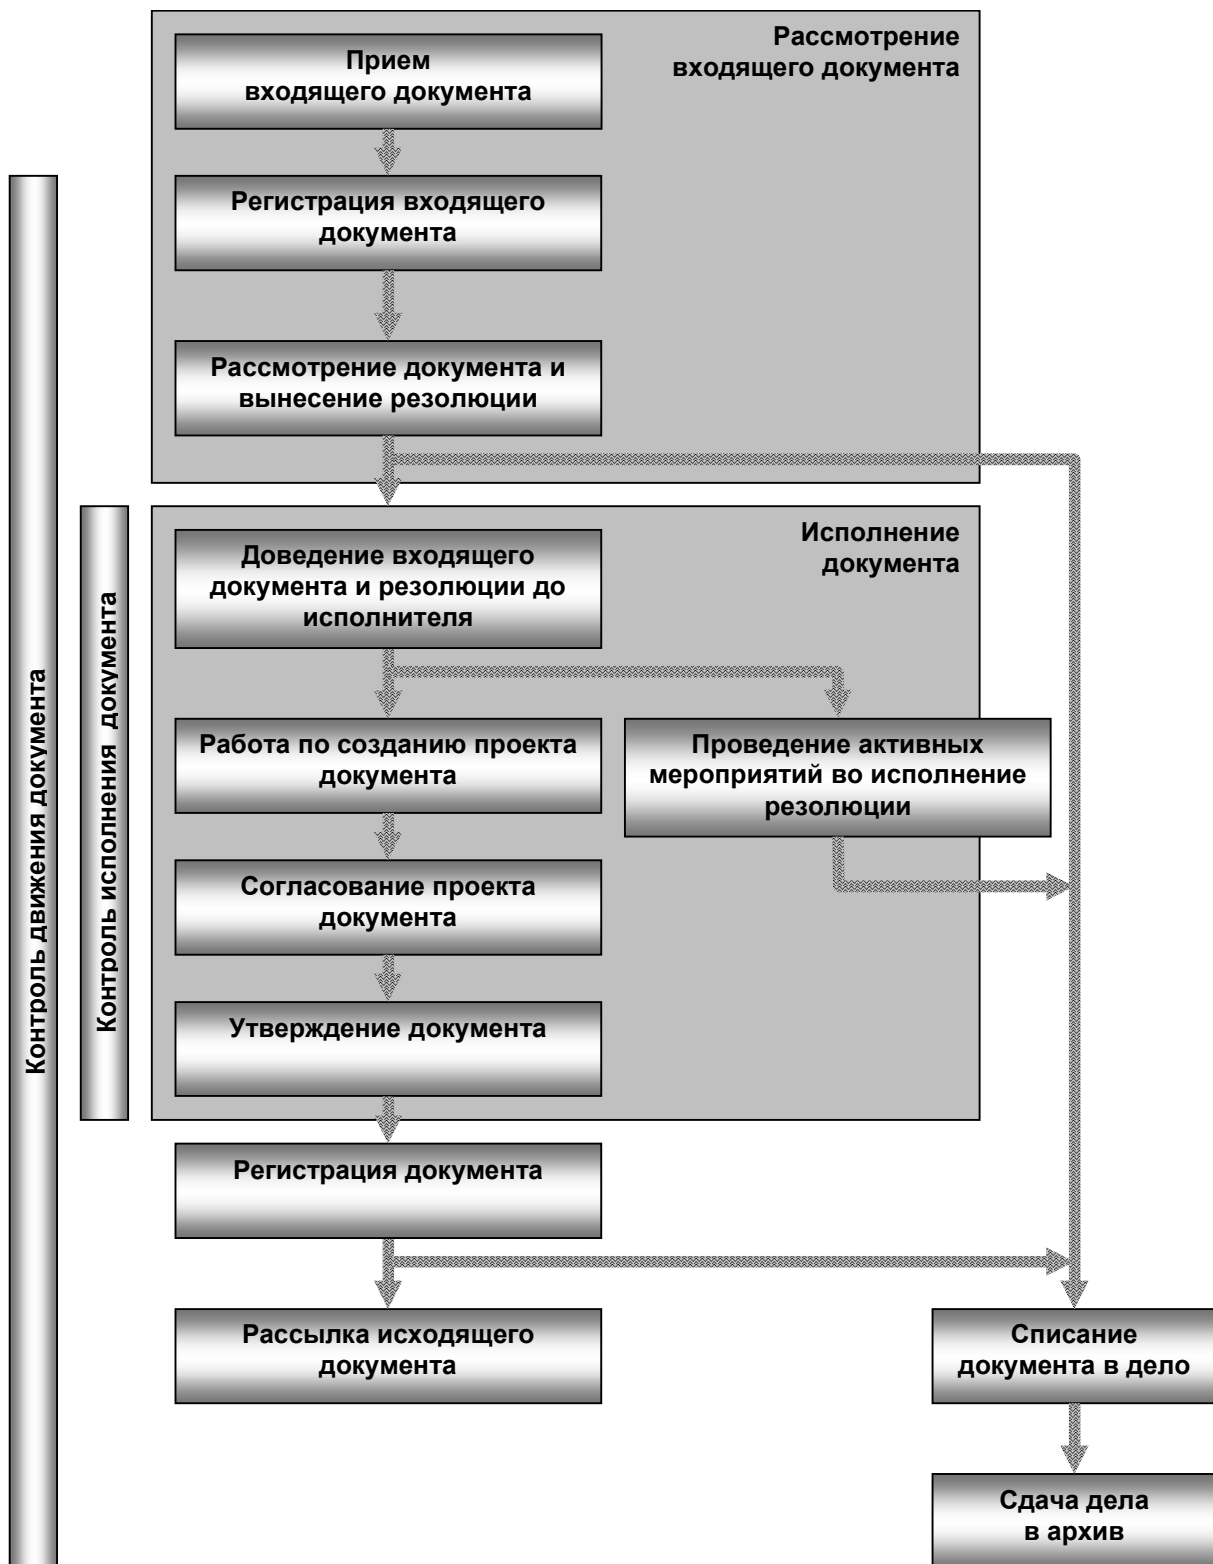 Рассмотрение
входящего документа
Прием
входящего документа
Регистрация входящего
документа
Рассмотрение документа и
вынесение резолюции
Исполнение
документа
Доведение входящего
документа и резолюции до
исполнителя
Работа по созданию проекта
документа
Проведение активных
мероприятий во исполнение
резолюции
Согласование проекта
документа
Утверждение документа
Регистрация документа
Рассылка исходящего
документа
Списание
документа в дело
Сдача дела
в архив
Контроль движения документа
Контроль исполнения документа